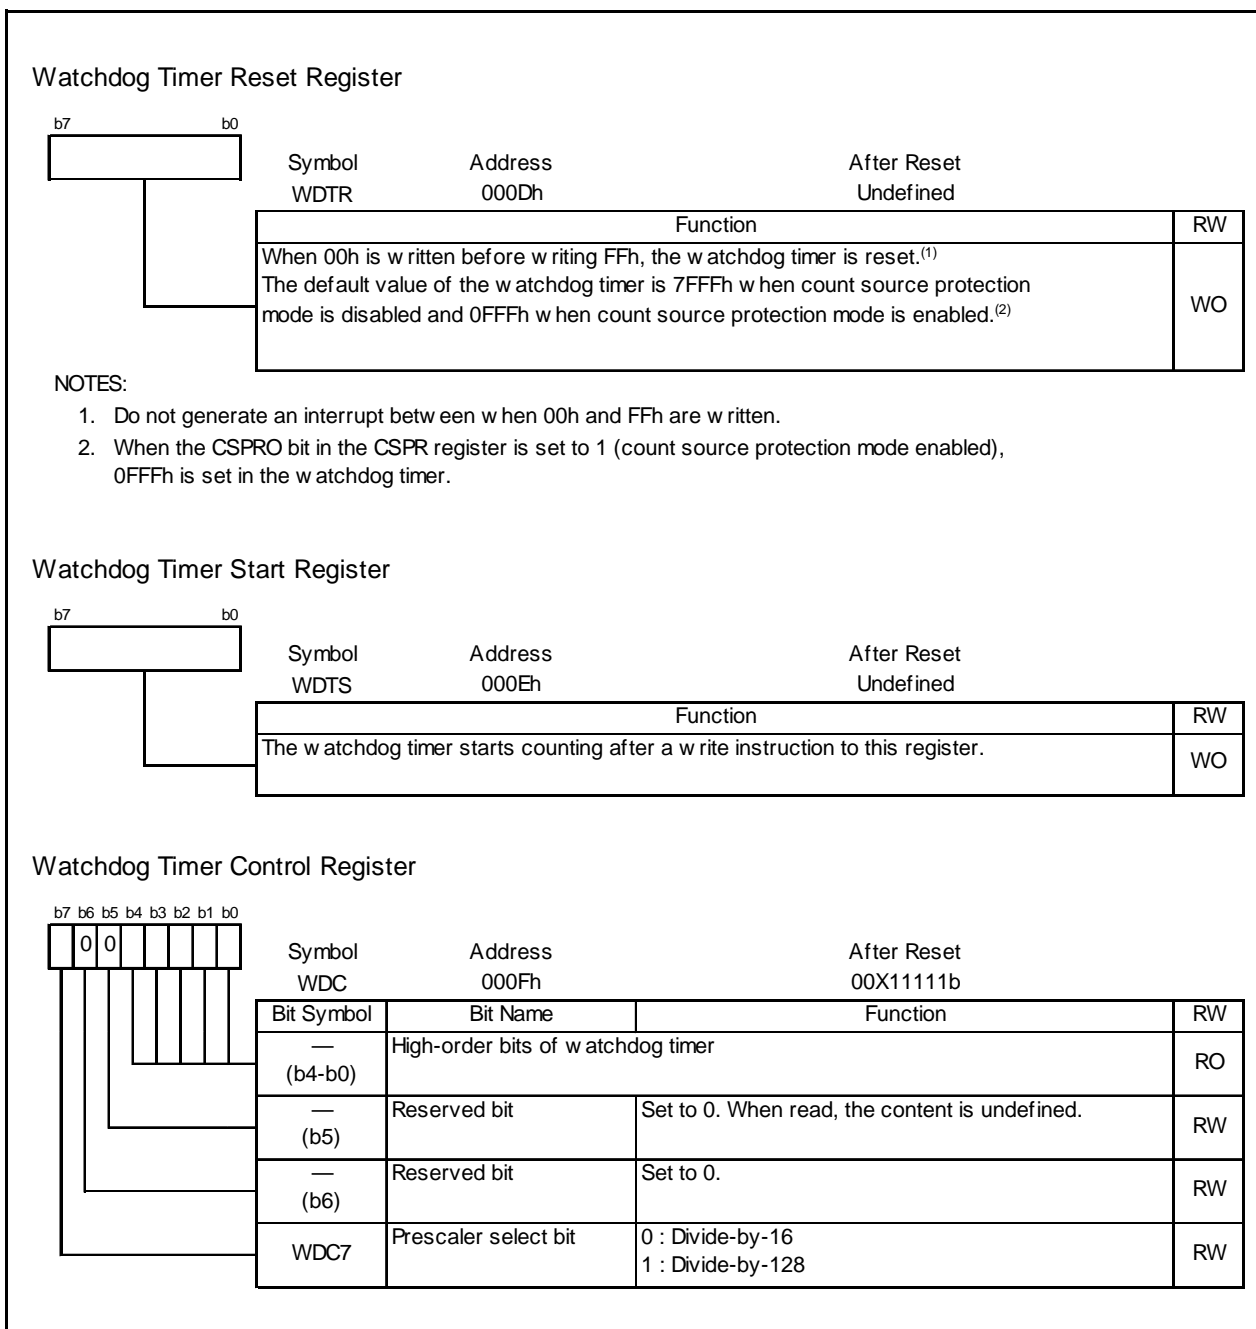 Watchdog Timer Reset Register
b7 b0
Symbol Address After Reset
WDTR 000Dh Undefined
Function RW
When 00h is written before writing FFh, the watchdog timer is reset.(1)
The default value of the watchdog timer is 7FFFh when count source protection
mode is disabled and 0FFFh when count source protection mode is enabled.(2)
WO
NOTES:
1. Do not generate an interrupt between when 00h and FFh are written.
2. When the CSPRO bit in the CSPR register is set to 1 (count source protection mode enabled),
0FFFh is set in the watchdog timer.
Watchdog Timer Start Register
b7 b0
Symbol Address After Reset
WDTS 000Eh Undefined
Function RW
The watchdog timer starts counting after a write instruction to this register.
WO
Watchdog Timer Control Register
b7 b6 b5 b4 b3 b2 b1 b0
0 0
Symbol Address After Reset
WDC 000Fh 00X11111b
Bit Symbol Bit Name Function RW
— High-order bits of watchdog timer
(b4-b0) RO
— Reserved bit Set to 0. When read, the content is undefined.
(b5) RW
— Reserved bit Set to 0.
(b6) RW
WDC7 Prescaler select bit 0 : Divide-by-16
1 : Divide-by-128 RW